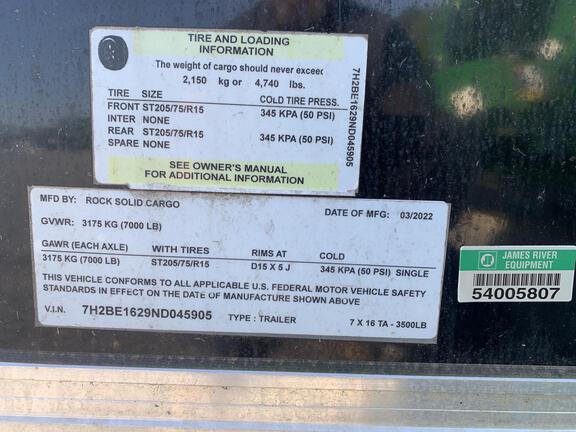 TIRE AND LOADING
INFORMATION
The weight of cargo should never exceed
2,150 kg or 4,740 lbs.
TIRE SIZE COLD TIRE PRESS.
FRONT ST205/75/R15 345 KPA (50 PSI)
INTER NONE
REAR ST205/75/R15 345 KPA (50 PSI)
SPARE NONE
SEE OWNER'S MANUAL
FOR ADDITIONAL INFORMATION
7H2BE1629ND045905
MFD BY: ROCK SOLID CARGO DATE OF MFG: 03/2022
GVWR: 3175 KG (7000 LB)
GAWR (EACH AXLE) WITH TIRES RIMS AT COLD
3175 KG (7000 LB) ST205/75/R15 D15 X 5 J 345 KPA (50 PSI) SINGLE
THIS VEHICLE CONFORMS TO ALL APPLICABLE U.S. FEDERAL MOTOR VEHICLE SAFETY
STANDARDS IN EFFECT ON THE DATE OF MANUFACTURE SHOWN ABOVE
V.I.N. 7H2BE1629ND045905 TYPE : TRAILER 7 X 16 TA - 3500LB
JR JAMES RIVER
EQUIPMENT
54005807